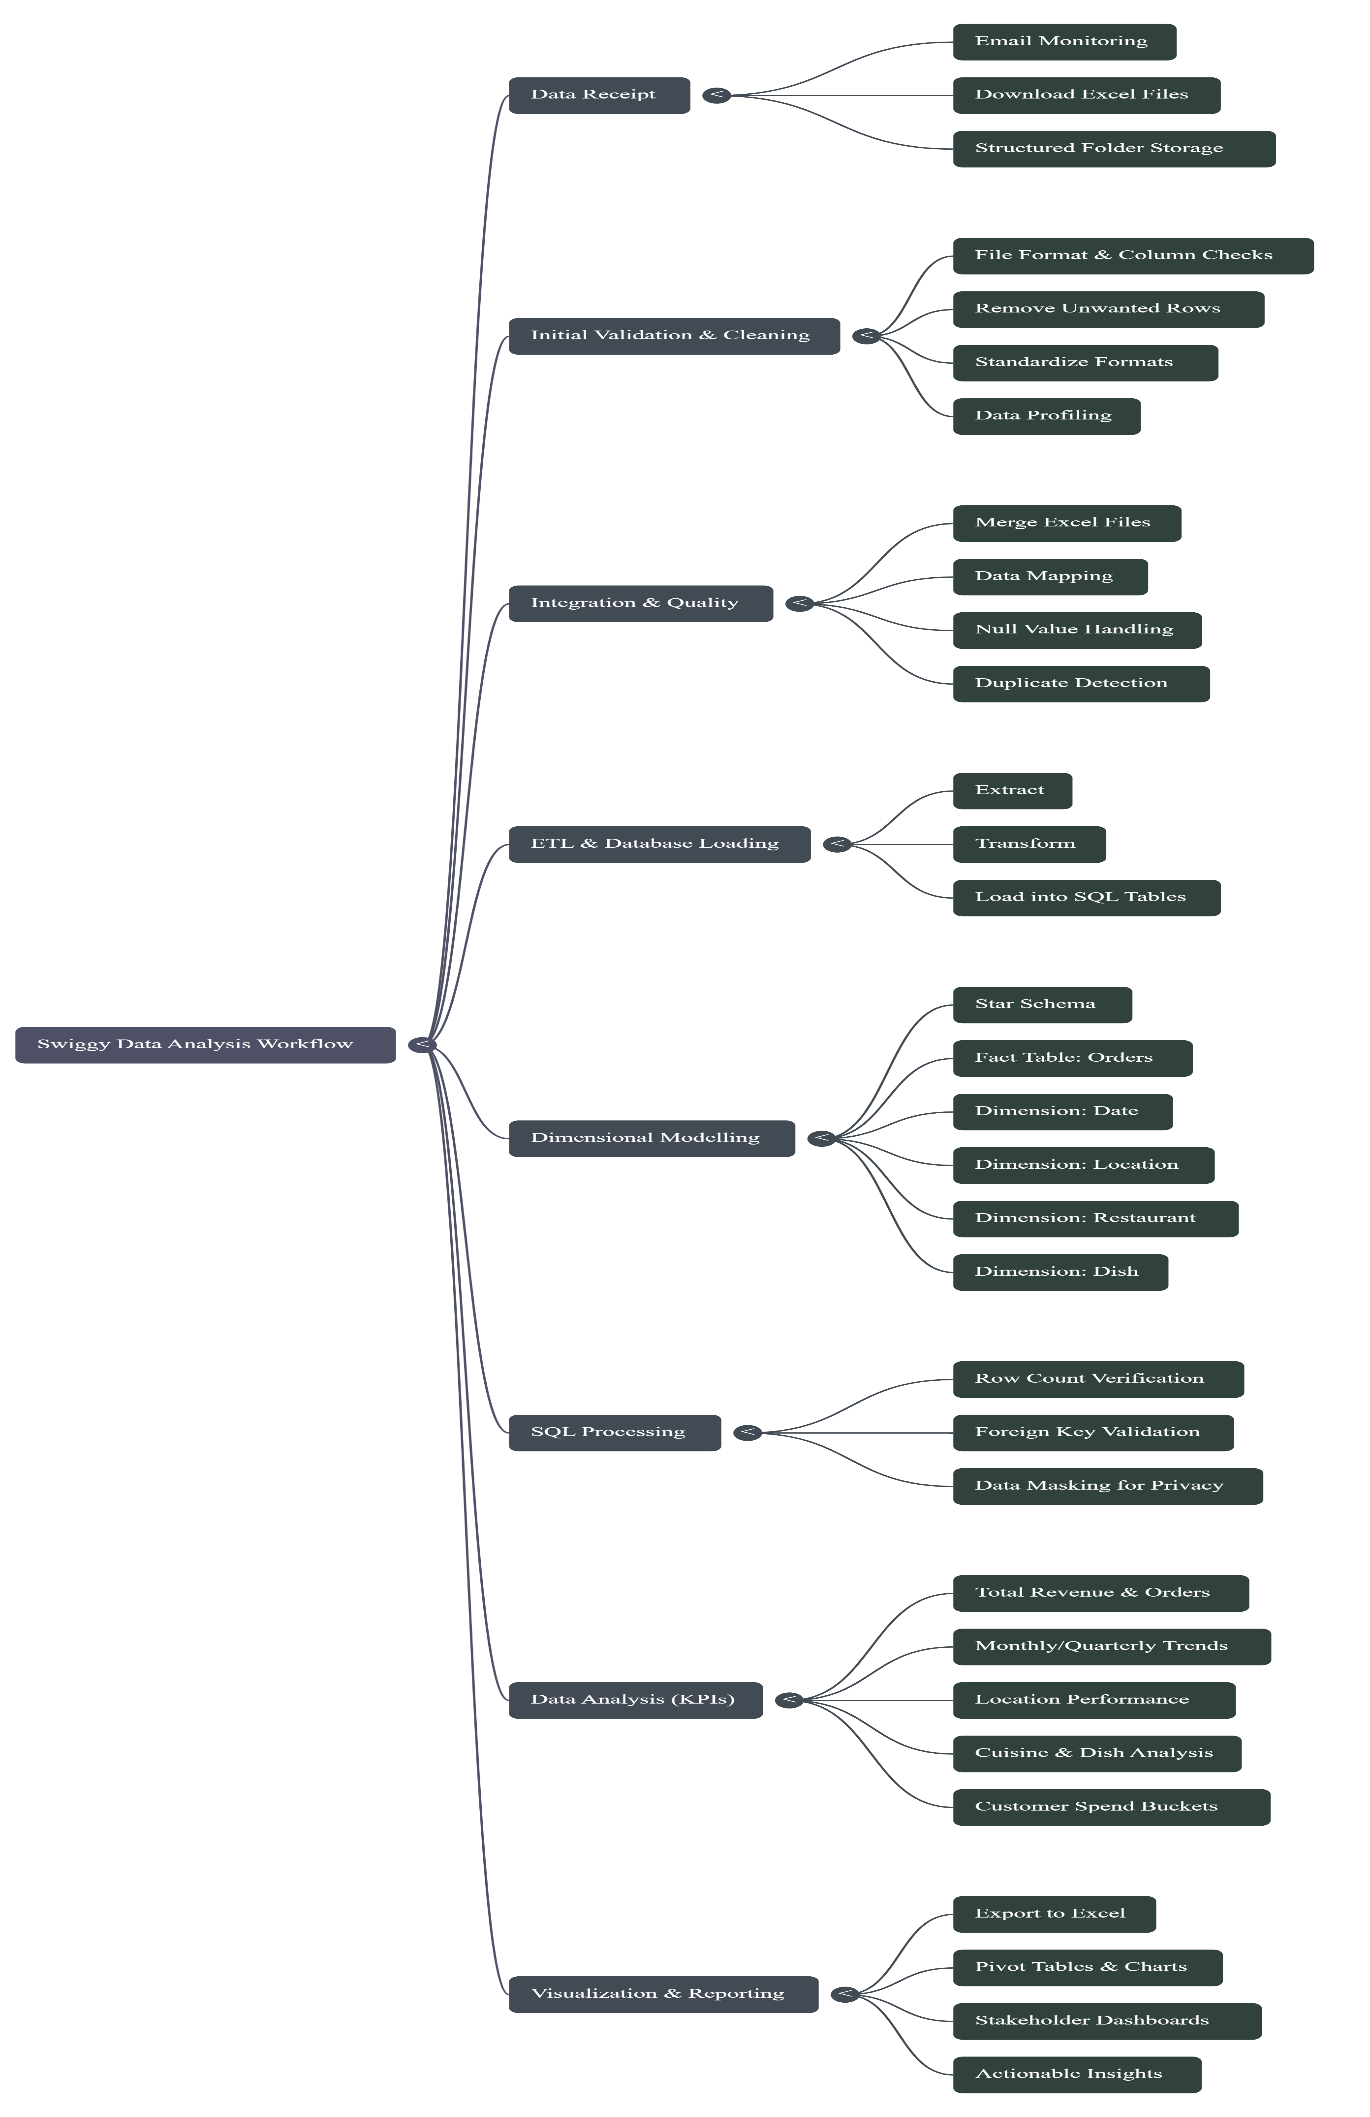 Swiggy Data Analysis Workflow
Data Receipt
Email Monitoring
Download Excel Files
Structured Folder Storage
Initial Validation & Cleaning
File Format & Column Checks
Remove Unwanted Rows
Standardize Formats
Data Profiling
Integration & Quality
Merge Excel Files
Data Mapping
Null Value Handling
Duplicate Detection
ETL & Database Loading
Extract
Transform
Load into SQL Tables
Dimensional Modelling
Star Schema
Fact Table: Orders
Dimension: Date
Dimension: Location
Dimension: Restaurant
Dimension: Dish
SQL Processing
Row Count Verification
Foreign Key Validation
Data Masking for Privacy
Data Analysis (KPIs)
Total Revenue & Orders
Monthly/Quarterly Trends
Location Performance
Cuisine & Dish Analysis
Customer Spend Buckets
Visualization & Reporting
Export to Excel
Pivot Tables & Charts
Stakeholder Dashboards
Actionable Insights